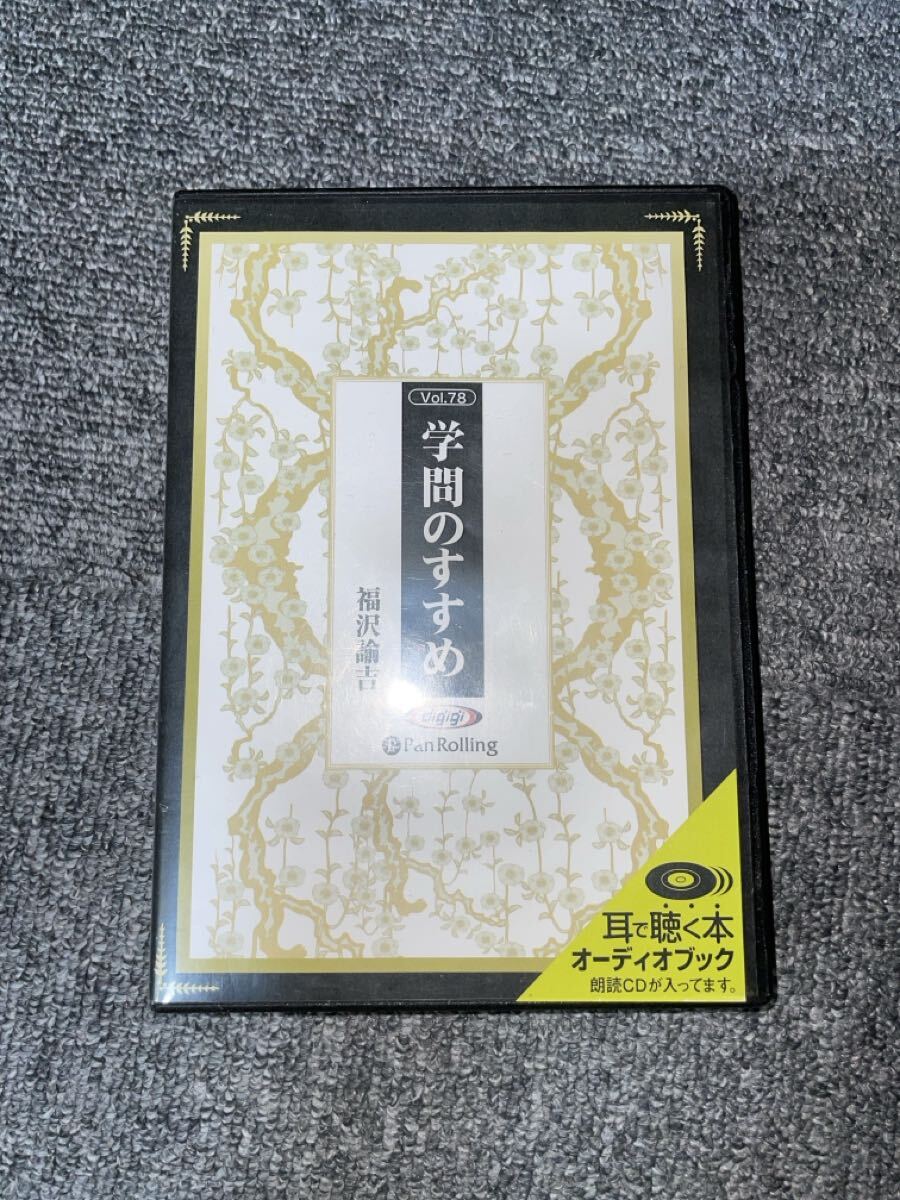 Vol.78
学問のすすめ
福沢諭吉
digigi
PanRolling
耳で聴く本
オーディオブック
朗読CDが入ってます。